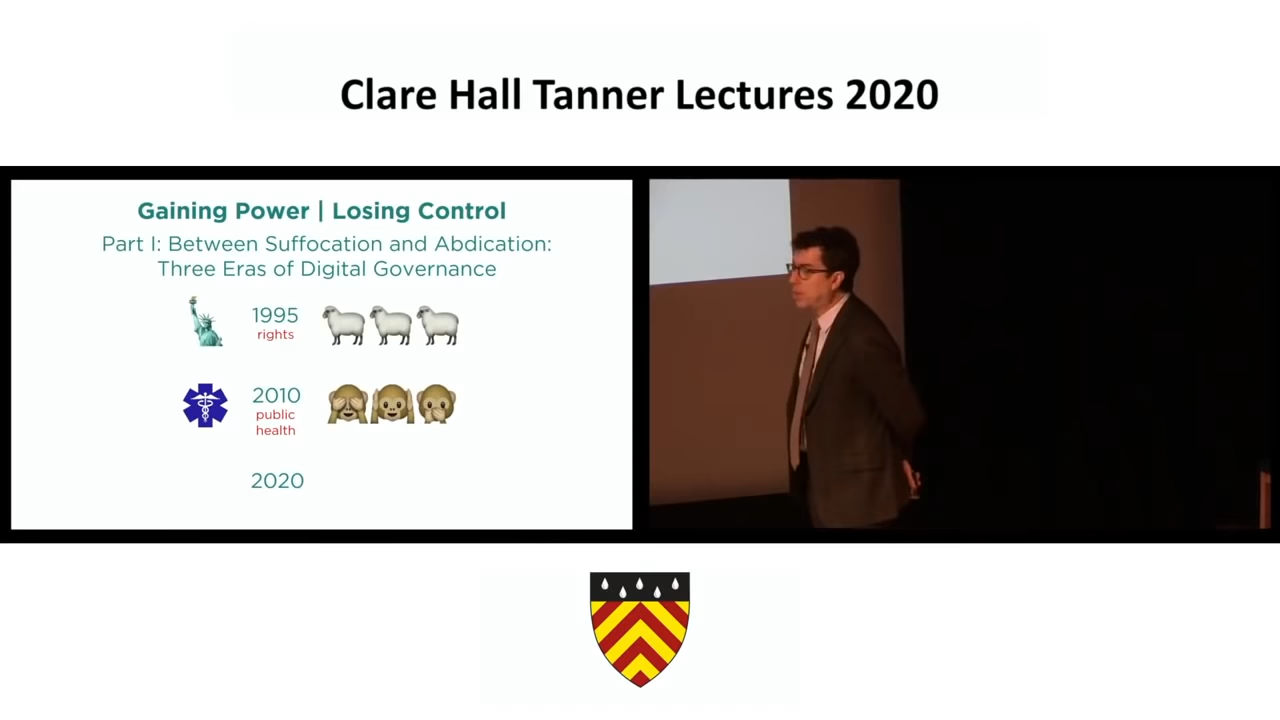 Clare Hall Tanner Lectures 2020
Gaining Power | Losing Control
Part I: Between Suffocation and Abdication:
Three Eras of Digital Governance
1995
rights
2010
public
health
2020